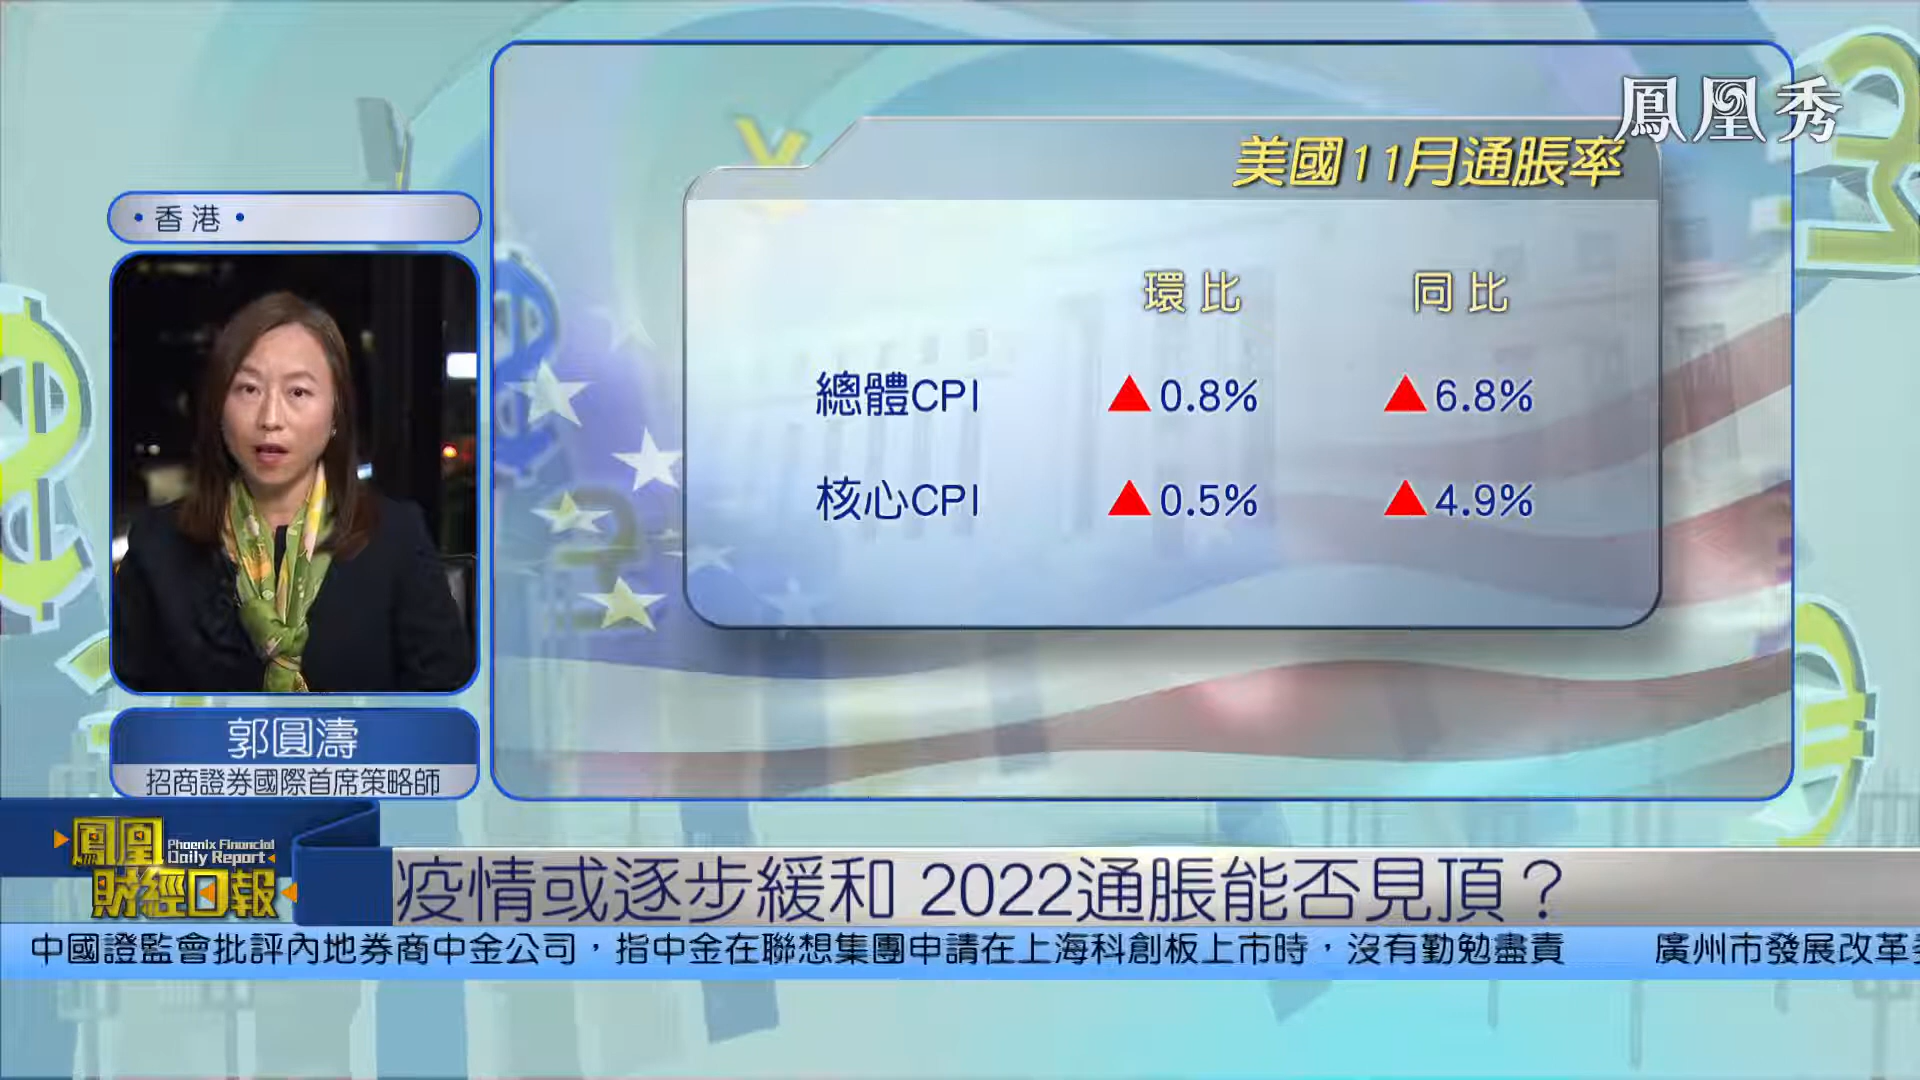 鳳凰秀
美國11月通脹率
• 香港 •
環比 同比
總體CPI ▲0.8% ▲6.8%
核心CPI ▲0.5% ▲4.9%
郭圓濤
招商證券國際首席策略師
鳳凰 Phoenix Financial
Daily Report
財經日報
疫情或逐步緩和 2022通脹能否見頂？
中國證監會批評內地券商中金公司，指中金在聯想集團申請在上海科創板上市時，沒有勤勉盡責 廣州市發展改革